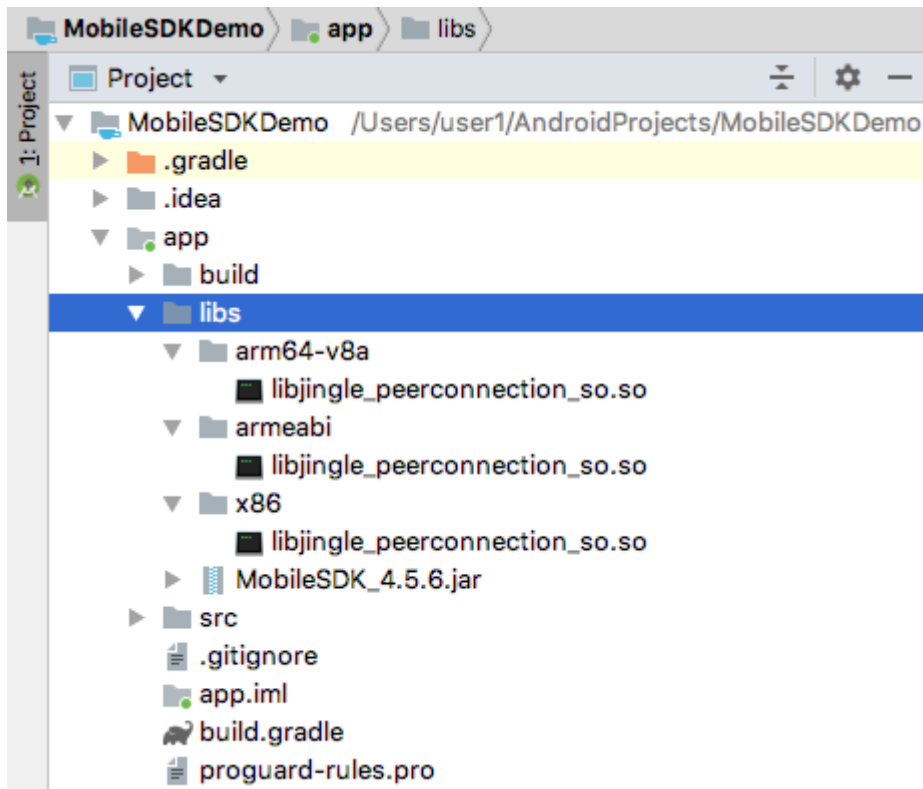 MobileSDKDemo app libs
1: Project
Project
MobileSDKDemo /Users/user1/AndroidProjects/MobileSDKDemo
.gradle
.idea
app
build
libs
arm64-v8a
libjingle_peerconnection_so.so
armeabi
libjingle_peerconnection_so.so
x86
libjingle_peerconnection_so.so
MobileSDK_4.5.6.jar
src
.gitignore
app.iml
build.gradle
proguard-rules.pro